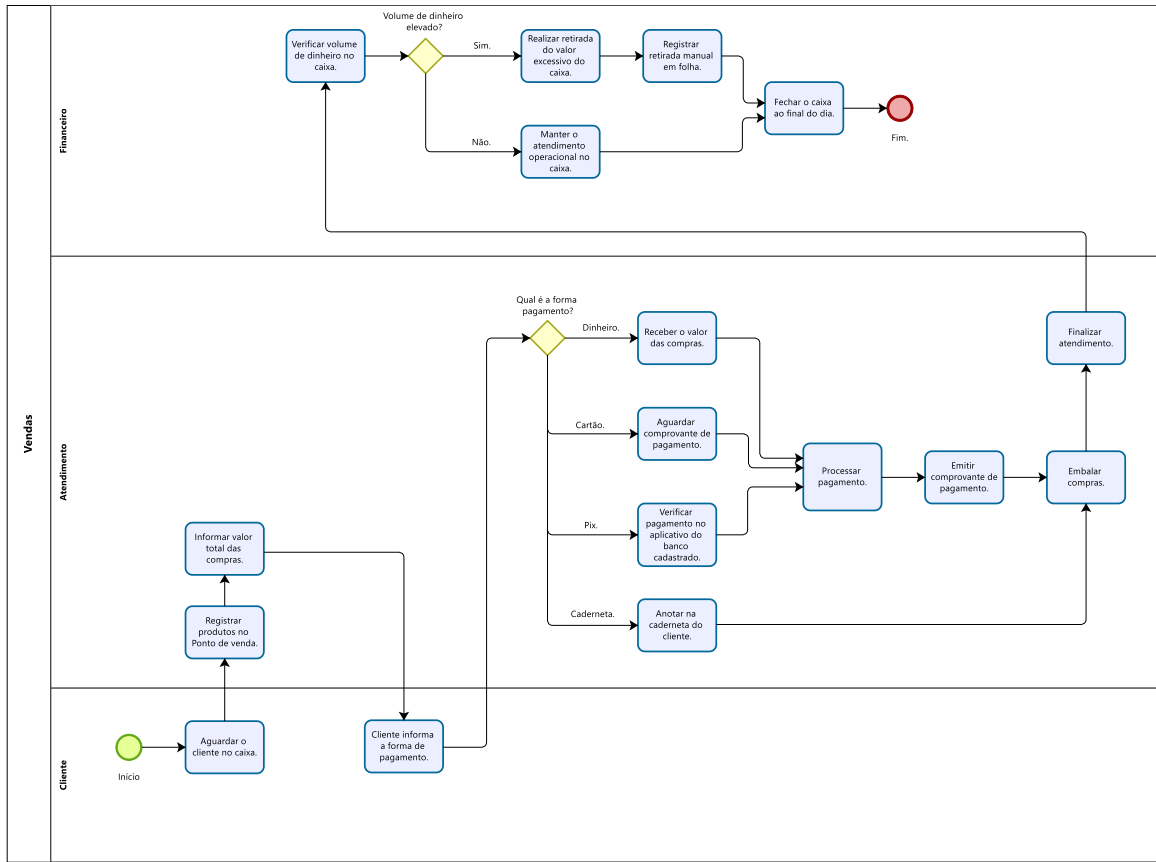 Vendas
Financeiro
Volume de dinheiro
elevado?
Verificar volume
de dinheiro no
caixa.
Sim.
Realizar retirada
do valor
excessivo do
caixa.
Registrar
retirada manual
em folha.
Fechar o caixa
ao final do dia.
Fim.
Não.
Manter o
atendimento
operacional no
caixa.
Atendimento
Qual é a forma
pagamento?
Dinheiro.
Receber o valor
das compras.
Finalizar
atendimento.
Cartão.
Aguardar
comprovante de
pagamento.
Processar
pagamento.
Emitir
comprovante de
pagamento.
Embalar
compras.
Pix.
Verificar
pagamento no
aplicativo do
banco
cadastrado.
Informar valor
total das
compras.
Caderneta.
Anotar na
caderneta do
cliente.
Registrar
produtos no
Ponto de venda.
Cliente
Início
Aguardar o
cliente no caixa.
Cliente informa
a forma de
pagamento.